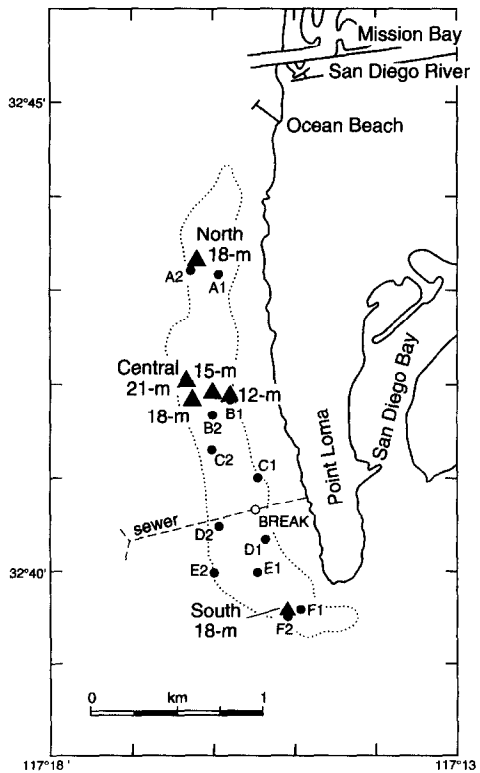 Mission Bay
San Diego River
32°45'
Ocean Beach
North
18-m
A2
A1
Central
15-m
21-m
12-m
18-m
B1
B2
C2
C1
Point Loma
San Diego Bay
sewer
BREAK
D2
D1
32°40'
E2
E1
South
18-m
F1
F2
0
km
1
117°18'
117°13'